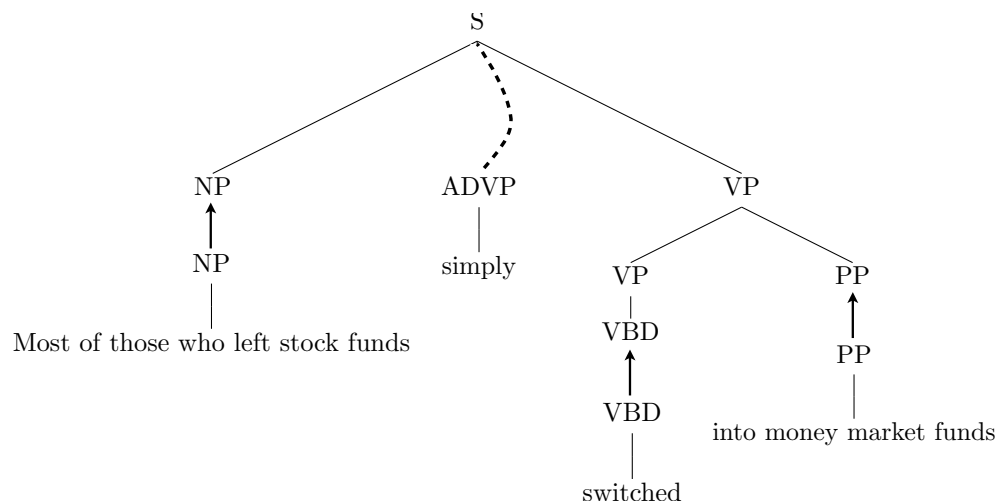 S
NP ADVP VP
NP simply VP PP
Most of those who left stock funds VBD PP
VBD into money market funds
switched